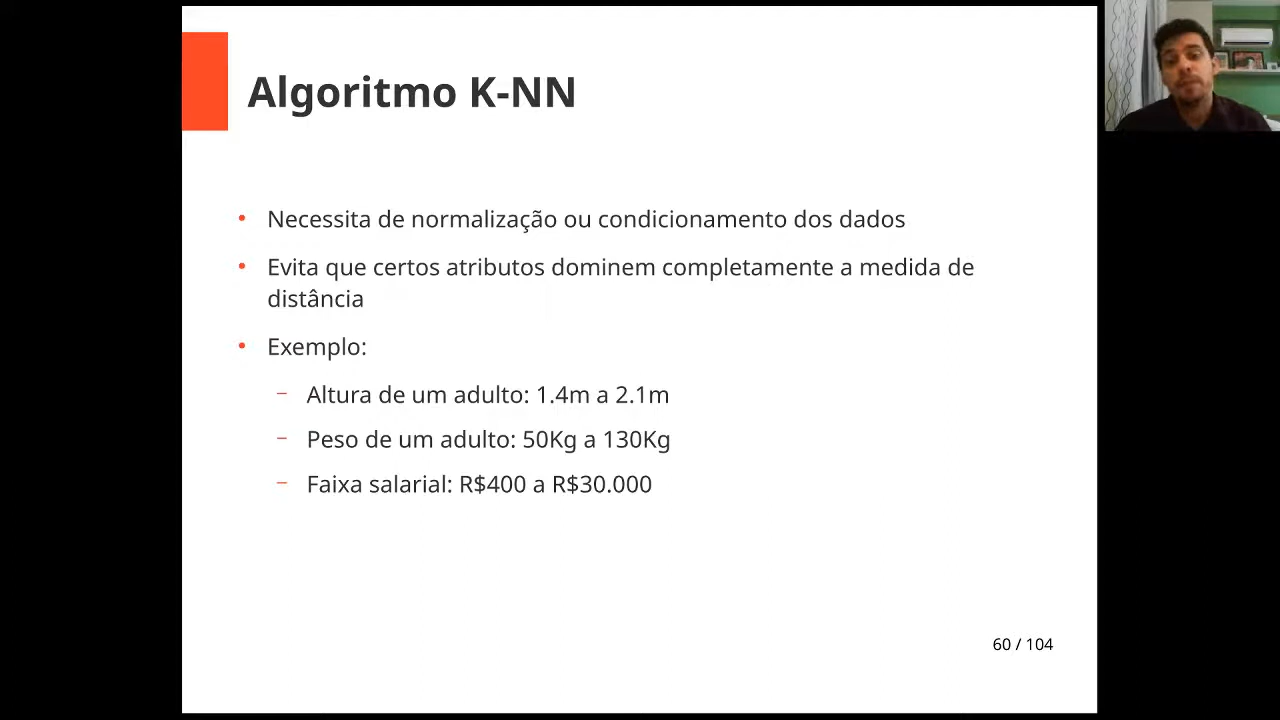 Algoritmo K-NN
• Necessita de normalização ou condicionamento dos dados
• Evita que certos atributos dominem completamente a medida de
distância
• Exemplo:
– Altura de um adulto: 1.4m a 2.1m
– Peso de um adulto: 50Kg a 130Kg
– Faixa salarial: R$400 a R$30.000
60 / 104